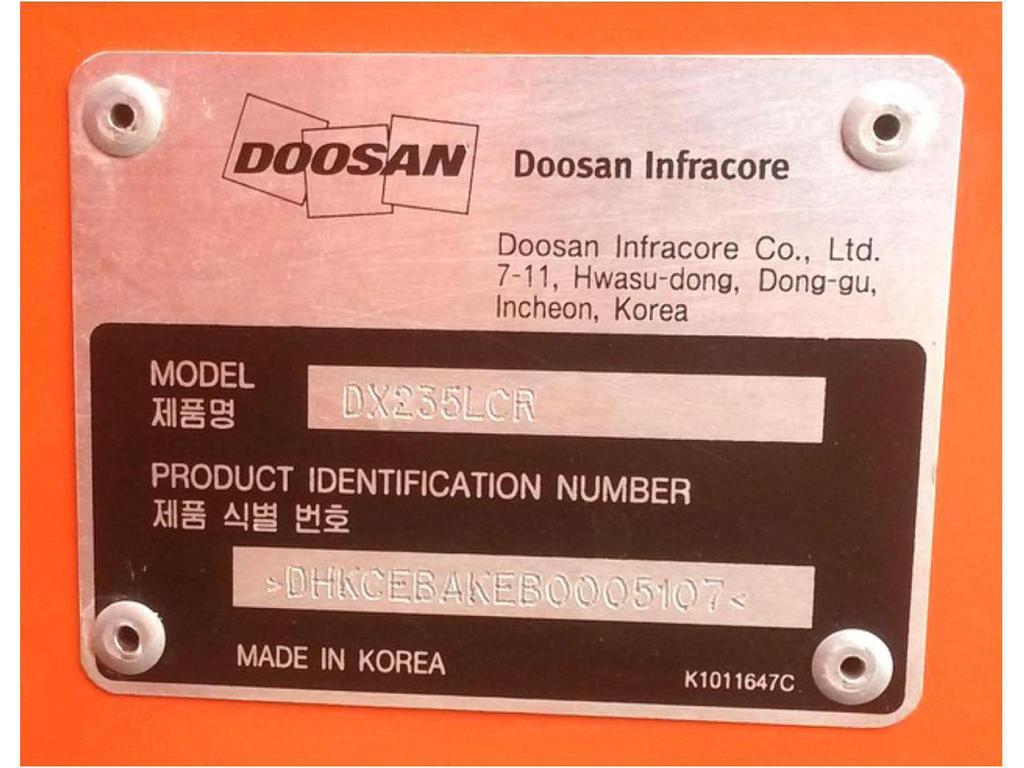 DOOSAN Doosan Infracore
Doosan Infracore Co., Ltd.
7-11, Hwasu-dong, Dong-gu,
Incheon, Korea
MODEL DX235LCR
제품명
PRODUCT IDENTIFICATION NUMBER
제품 식별 번호
>DHKCEBAKEB0005107<
MADE IN KOREA K1011647C